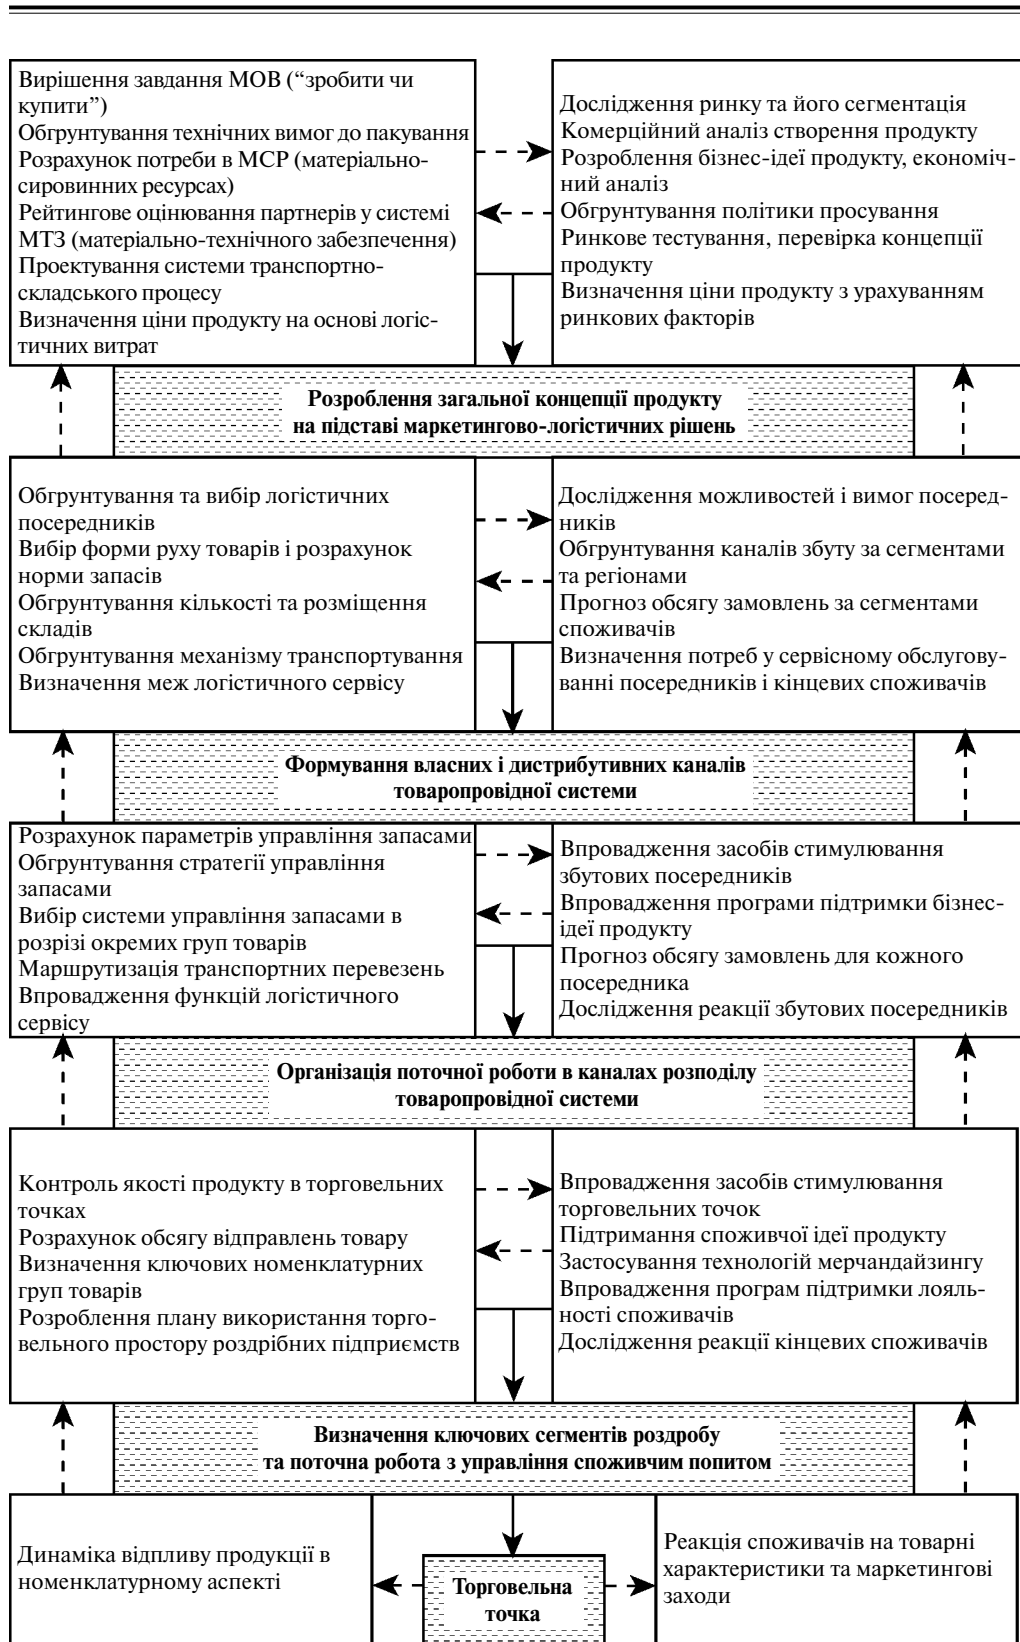 Вирішення завдання МОВ (“зробити чи
купити”)
Обгрунтування технічних вимог до пакування
Розрахунок потреби в МСР (матеріально-
сировинних ресурсах)
Рейтингове оцінювання партнерів у системі
МТЗ (матеріально-технічного забезпечення)
Проектування системи транспортно-
складського процесу
Визначення ціни продукту на основі логіс-
тичних витрат
Дослідження ринку та його сегментація
Комерційний аналіз створення продукту
Розроблення бізнес-ідеї продукту, економіч-
ний аналіз
Обгрунтування політики просування
Ринкове тестування, перевірка концепції
продукту
Визначення ціни продукту з урахуванням
ринкових факторів
Розроблення загальної концепції продукту
на підставі маркетингово-логістичних рішень
Обгрунтування та вибір логістичних
посередників
Вибір форми руху товарів і розрахунок
норми запасів
Обгрунтування кількості та розміщення
складів
Обгрунтування механізму транспортування
Визначення меж логістичного сервісу
Дослідження можливостей і вимог посеред-
ників
Обгрунтування каналів збуту за сегментами
та регіонами
Прогноз обсягу замовлень за сегментами
споживачів
Визначення потреб у сервісному обслугову-
ванні посередників і кінцевих споживачів
Формування власних і дистрибутивних каналів
товаропровідної системи
Розрахунок параметрів управління запасами
Обгрунтування стратегії управління
запасами
Вибір системи управління запасами в
розрізі окремих груп товарів
Маршрутизація транспортних перевезень
Впровадження функцій логістичного
сервісу
Впровадження засобів стимулювання
збутових посередників
Впровадження програми підтримки бізнес-
ідеї продукту
Прогноз обсягу замовлень для кожного
посередника
Дослідження реакції збутових посередників
Організація поточної роботи в каналах розподілу
товаропровідної системи
Контроль якості продукту в торговельних
точках
Розрахунок обсягу відправлень товару
Визначення ключових номенклатурних
груп товарів
Розроблення плану використання торго-
вельного простору роздрібних підприємств
Впровадження засобів стимулювання
торговельних точок
Підтримання споживчої ідеї продукту
Застосування технологій мерчандайзингу
Впровадження програм підтримки лояль-
ності споживачів
Дослідження реакції кінцевих споживачів
Визначення ключових сегментів роздробу
та поточна робота з управління споживчим попитом
Динаміка відпливу продукції в
номенклатурному аспекті
Торговельна
точка
Реакція споживачів на товарні
характеристики та маркетингові
заходи